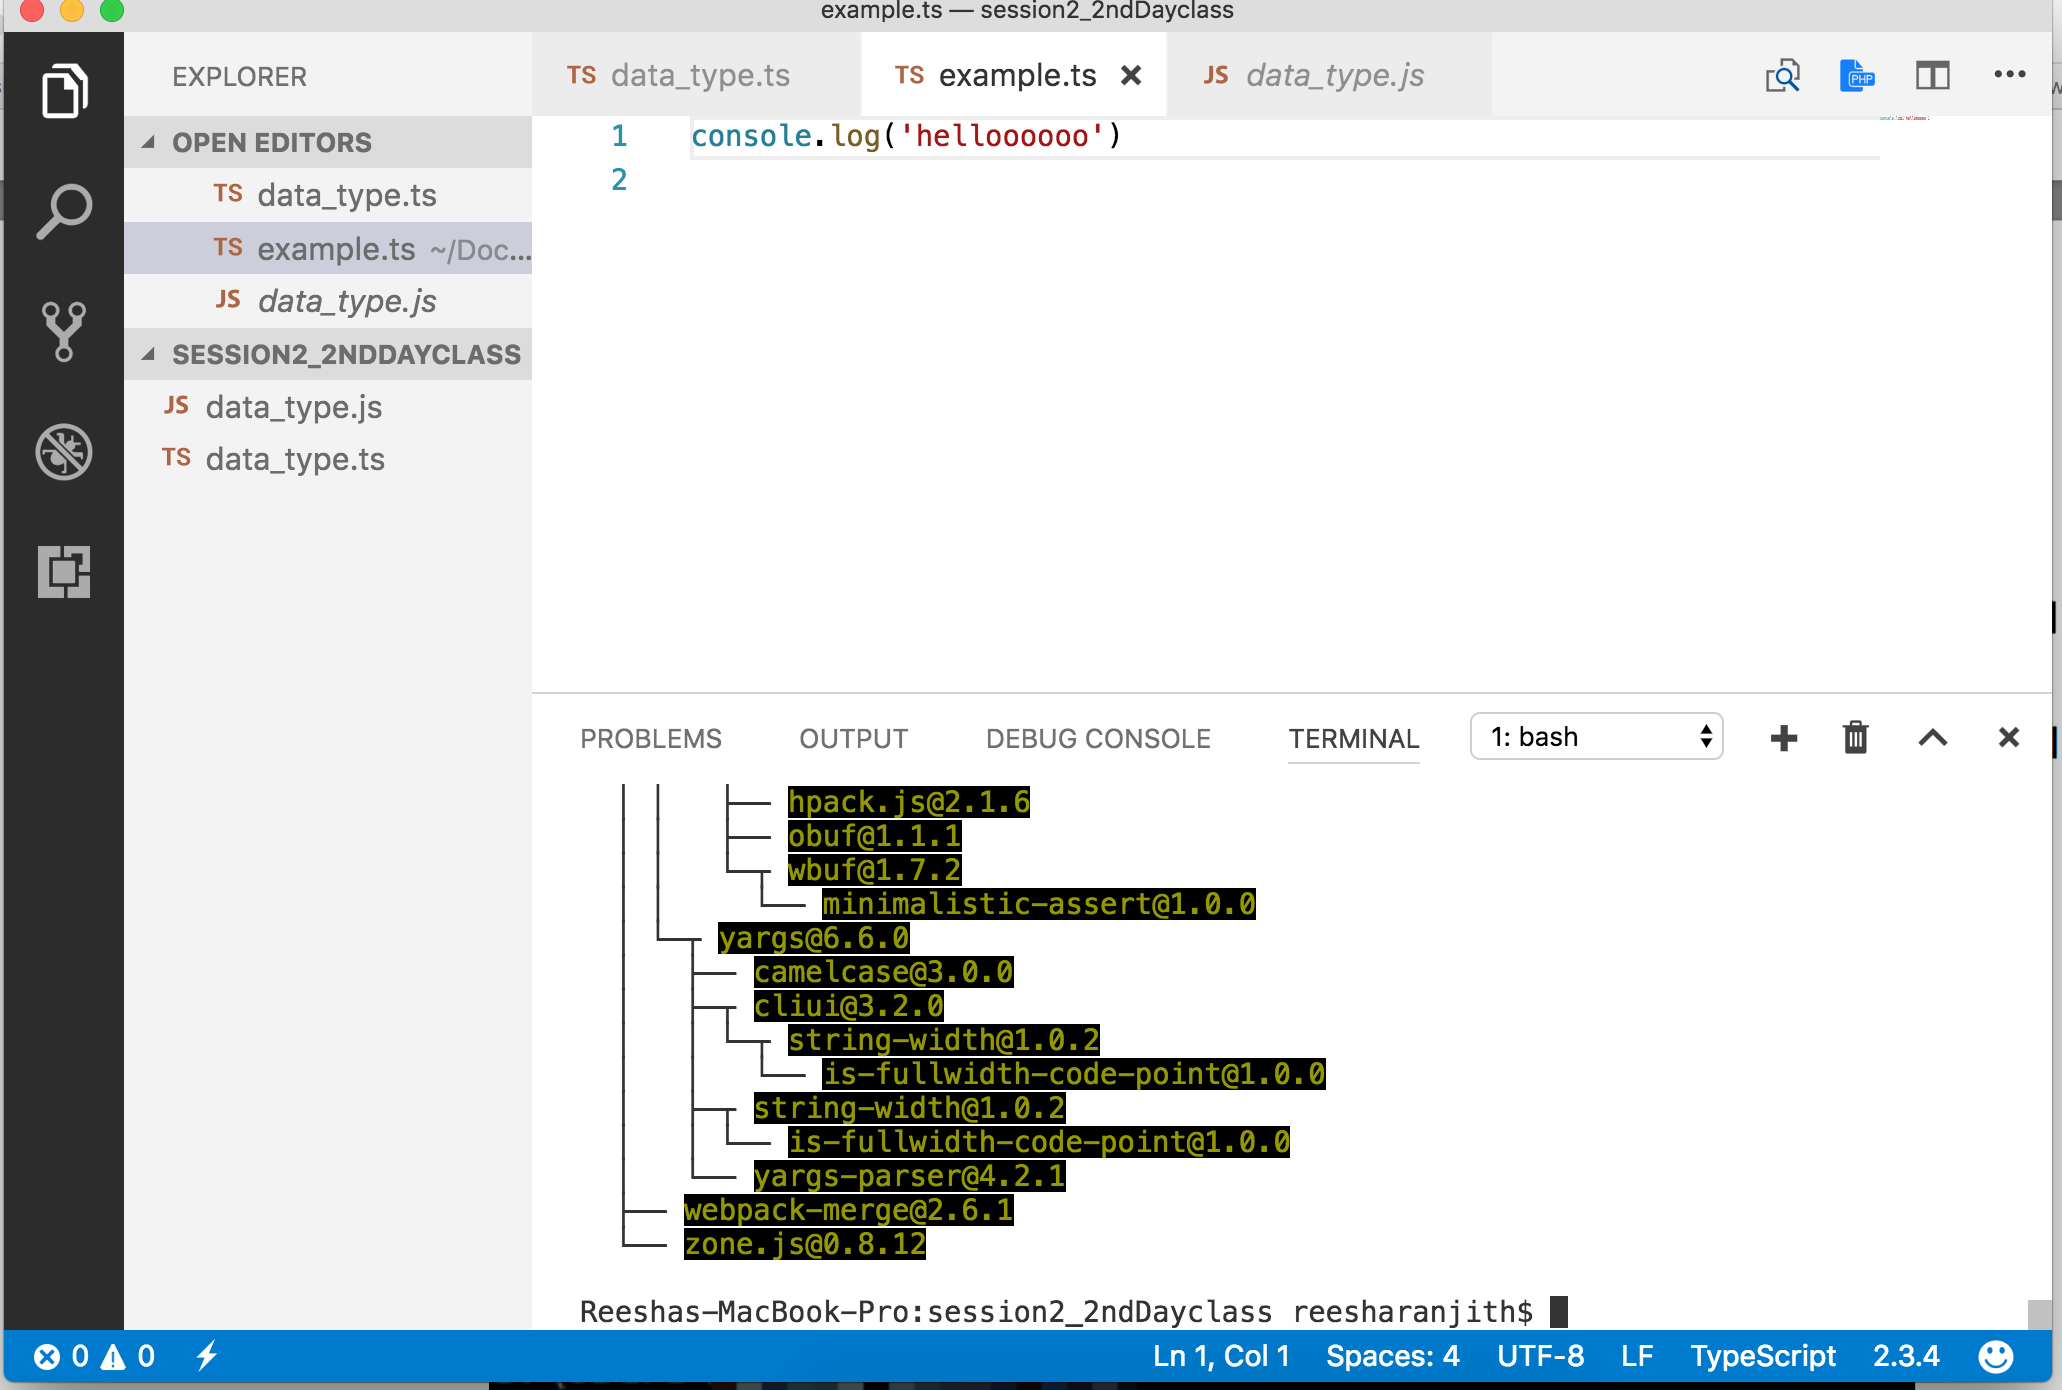 example.ts — session2_2ndDayclass
EXPLORER
OPEN EDITORS
TS data_type.ts
TS example.ts ~/Doc...
JS data_type.js
SESSION2_2NDDAYCLASS
JS data_type.js
TS data_type.ts
TS data_type.ts
TS example.ts
JS data_type.js
PHP
1 console.log('helloooooo')
2
PROBLEMS OUTPUT DEBUG CONSOLE TERMINAL 1: bash
hpack.js@2.1.6
obuf@1.1.1
wbuf@1.7.2
minimalistic-assert@1.0.0
yargs@6.6.0
camelcase@3.0.0
cliui@3.2.0
string-width@1.0.2
is-fullwidth-code-point@1.0.0
string-width@1.0.2
is-fullwidth-code-point@1.0.0
yargs-parser@4.2.1
webpack-merge@2.6.1
zone.js@0.8.12
Reeshas-MacBook-Pro:session2_2ndDayclass reesharanjith$
0 0 Ln 1, Col 1 Spaces: 4 UTF-8 LF TypeScript 2.3.4